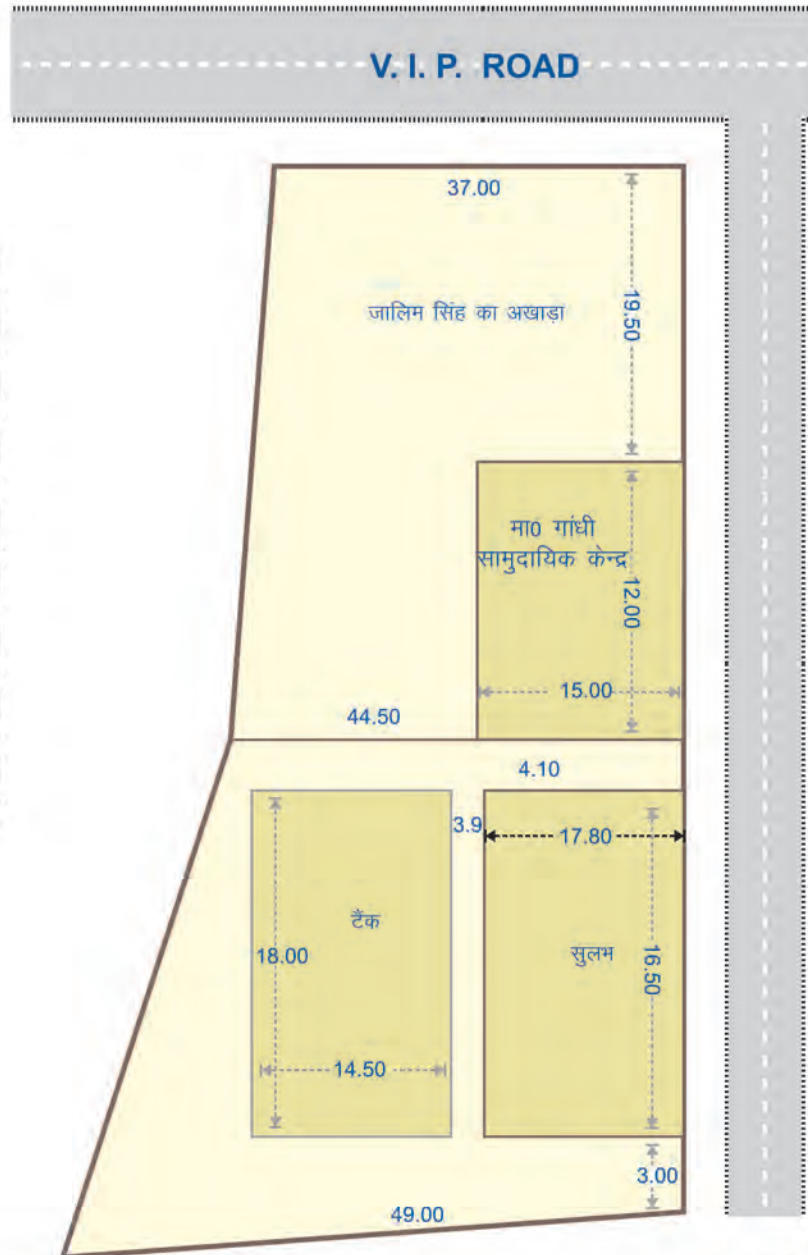 V. I. P. ROAD
37.00
19.50
जालिम सिंह का अखाड़ा
मा0 गांधी
सामुदायिक केन्द्र
12.00
15.00
44.50
4.10
3.9
17.80
टैंक
18.00
सुलभ
16.50
14.50
3.00
49.00